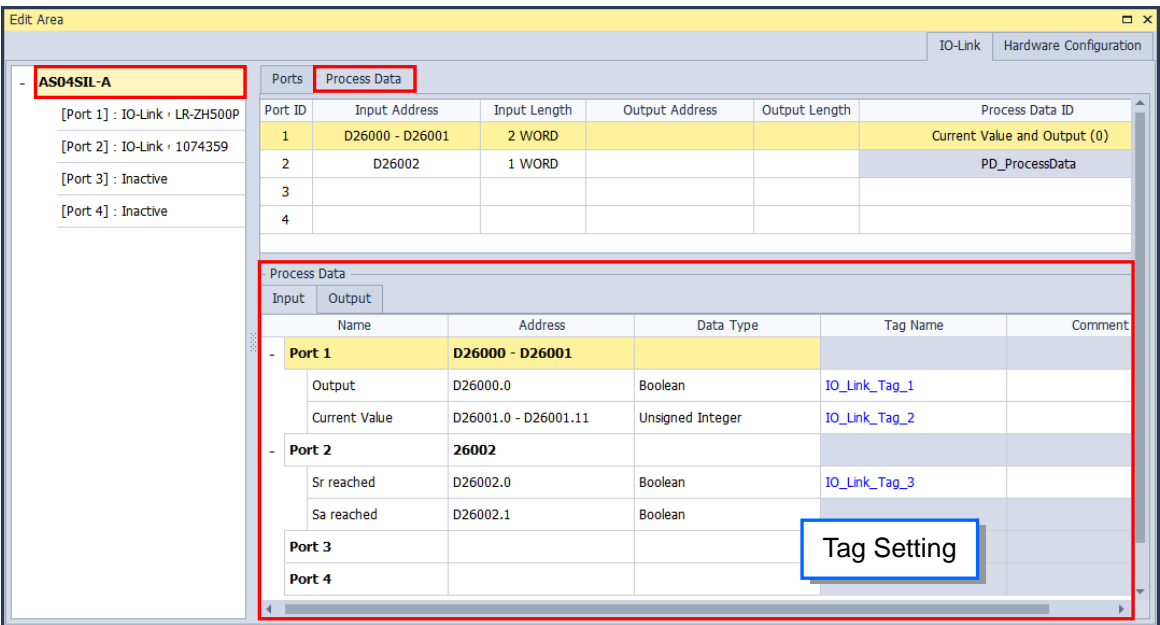 Edit Area
IO-Link Hardware Configuration
- AS04SIL-A
[Port 1] : IO-Link，LR-ZH500P
[Port 2] : IO-Link，1074359
[Port 3] : Inactive
[Port 4] : Inactive
Ports Process Data
Port ID Input Address Input Length Output Address Output Length Process Data ID
1 D26000 - D26001 2 WORD Current Value and Output (0)
2 D26002 1 WORD PD_ProcessData
3
4
Process Data
Input Output
Name Address Data Type Tag Name Comment
- Port 1 D26000 - D26001
Output D26000.0 Boolean IO_Link_Tag_1
Current Value D26001.0 - D26001.11 Unsigned Integer IO_Link_Tag_2
- Port 2 26002
Sr reached D26002.0 Boolean IO_Link_Tag_3
Sa reached D26002.1 Boolean
Port 3
Port 4
Tag Setting